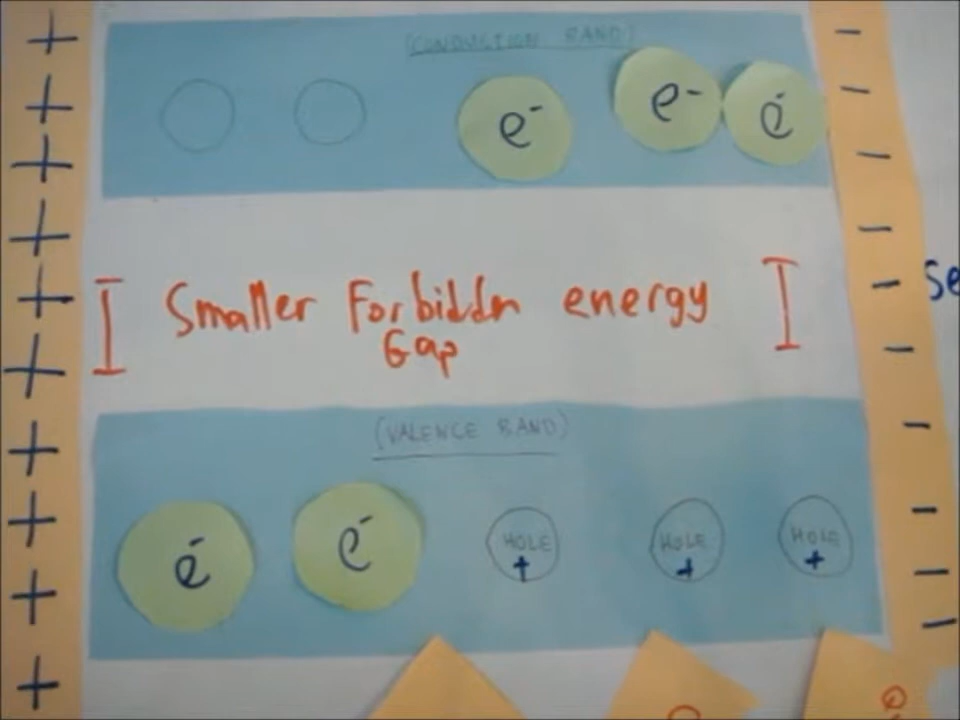 (CONDUCTION BAND)
e- e- e-
Smaller Forbiddn energy
Gap
(VALENCE BAND)
e- e- HOLE HOLE HOLE
+ + +
+
+
+
+
+
+
+
+
+
+
-
-
-
-
-
-
-
-
-
-